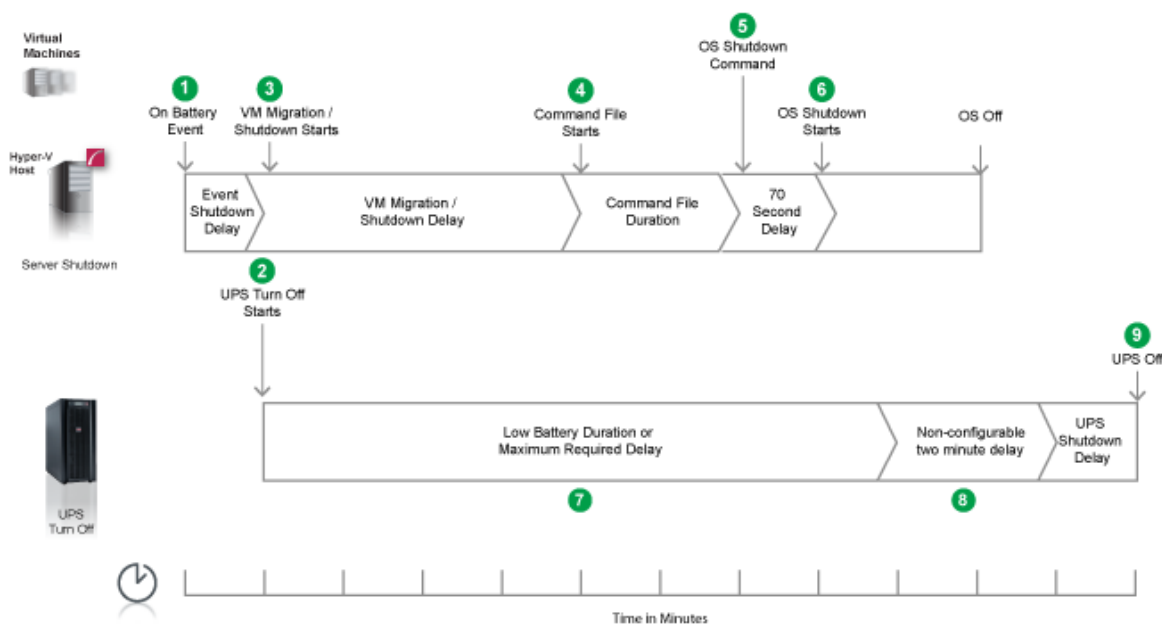 Virtual
Machines
1
On Battery
Event
3
VM Migration /
Shutdown Starts
4
Command File
Starts
5
OS Shutdown
Command
6
OS Shutdown
Starts
OS Off
Hyper-V
Host
Server Shutdown
Event
Shutdown
Delay
VM Migration /
Shutdown Delay
Command File
Duration
70
Second
Delay
2
UPS Turn Off
Starts
9
UPS Off
UPS
Turn Off
Low Battery Duration or
Maximum Required Delay
Non-configurable
two minute delay
UPS
Shutdown
Delay
7
8
Time in Minutes